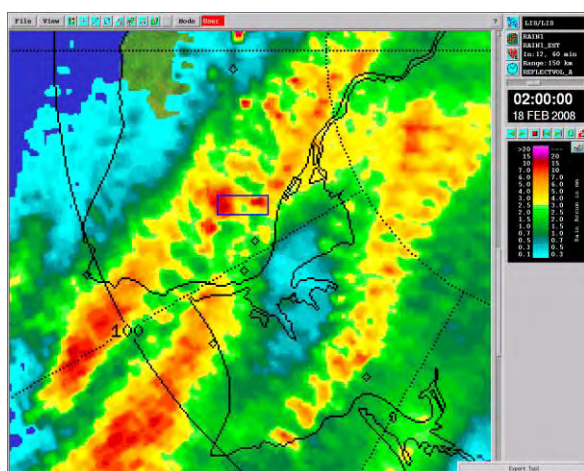 File View Mode User ?
LIS/LIS
RAIN1
RAIN1_EST
In:12, 60 min
Range:150 km
REFLECTVOL_A
02:00:00
18 FEB 2008
>20 ---
15 15
10 10
7.0 7.0
5.0 5.0
4.0 4.0
3.0 3.0
2.5 2.5
2.0 2.0
1.5 1.5
1.0 1.0
0.7 0.7
0.5 0.5
0.3 0.3
0.1 0.3
100
Export Tool